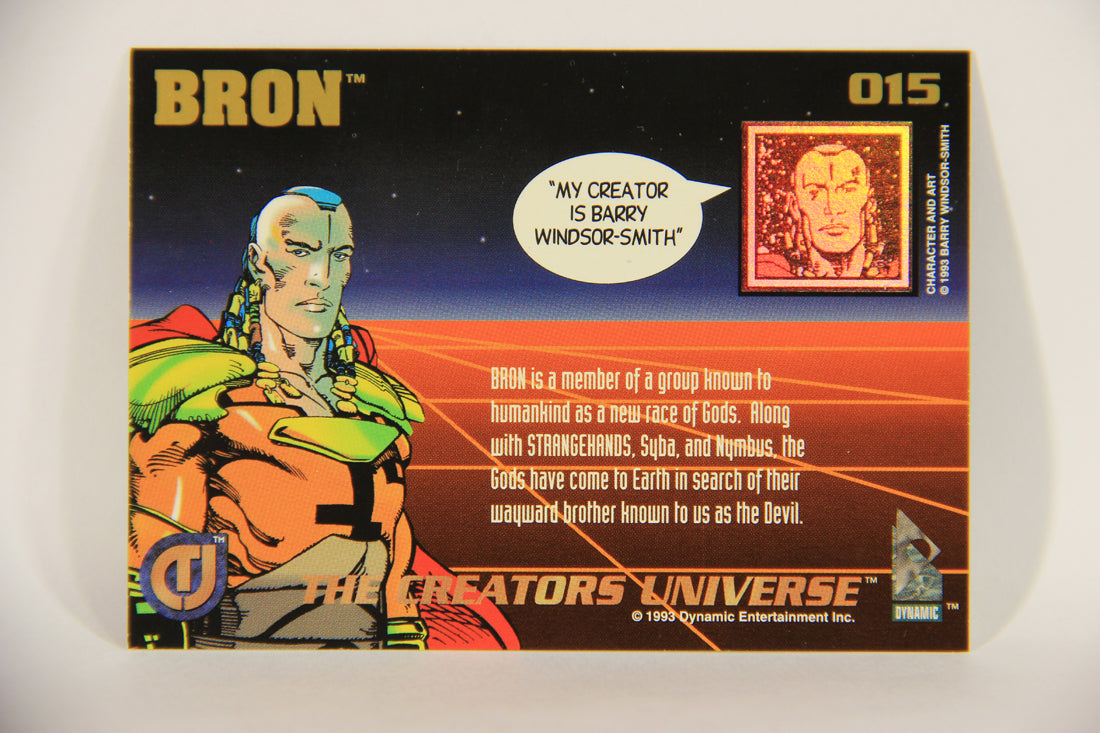 BRON™
015
"MY CREATOR
IS BARRY
WINDSOR-SMITH"
CHARACTER AND ART
© 1993 BARRY WINDSOR-SMITH
BRON is a member of a group known to
humankind as a new race of Gods. Along
with STRANGEHANDS, Syba, and Nymbus, the
Gods have come to Earth in search of their
wayward brother known to us as the Devil.
TM
THE CREATORS UNIVERSE™
© 1993 Dynamic Entertainment Inc.
DYNAMIC ™